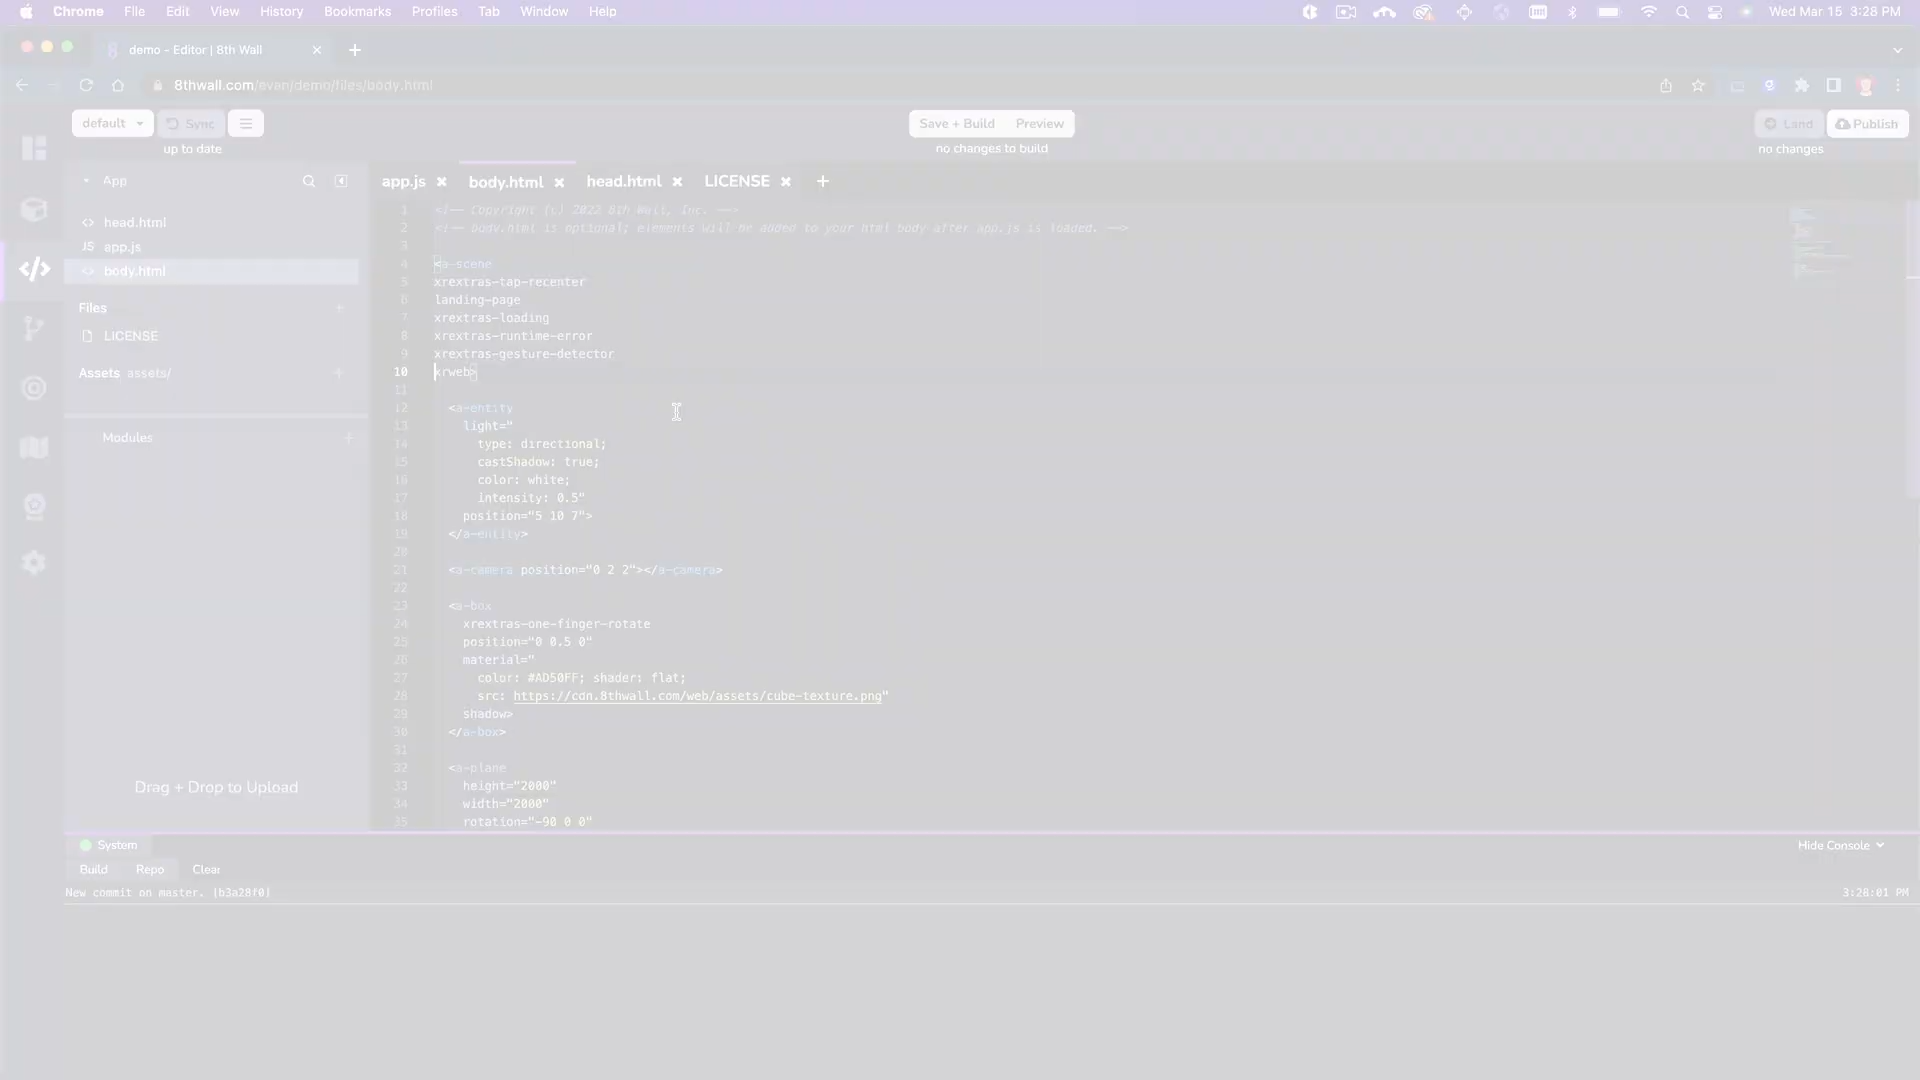 Chrome File Edit View History Bookmarks Profiles Tab Window Help Wed Mar 15 3:28 PM
demo - Editor | 8th Wall
8thwall.com/evan/demo/files/body.html
default Sync Save + Build Preview Land Publish
up to date no changes to build no changes
App
head.html
app.js
body.html
Files
LICENSE
Assets assets/
Modules
Drag + Drop to Upload
app.js body.html head.html LICENSE
1 <!-- Copyright (c) 2022 8th Wall, Inc. -->
2 <!-- body.html is optional; elements will be added to your html body after app.js is loaded. -->
3
4 <a-scene
5 xrextras-tap-recenter
6 landing-page
7 xrextras-loading
8 xrextras-runtime-error
9 xrextras-gesture-detector
10 xrweb>
11
12 <a-entity
13 light="
14 type: directional;
15 castShadow: true;
16 color: white;
17 intensity: 0.5"
18 position="5 10 7">
19 </a-entity>
20
21 <a-camera position="0 2 2"></a-camera>
22
23 <a-box
24 xrextras-one-finger-rotate
25 position="0 0.5 0"
26 material="
27 color: #AD50FF; shader: flat;
28 src: https://cdn.8thwall.com/web/assets/cube-texture.png"
29 shadow>
30 </a-box>
31
32 <a-plane
33 height="2000"
34 width="2000"
35 rotation="-90 0 0"
System Hide Console
Build Repo Clear
New commit on master. [b3a28f0] 3:28:01 PM